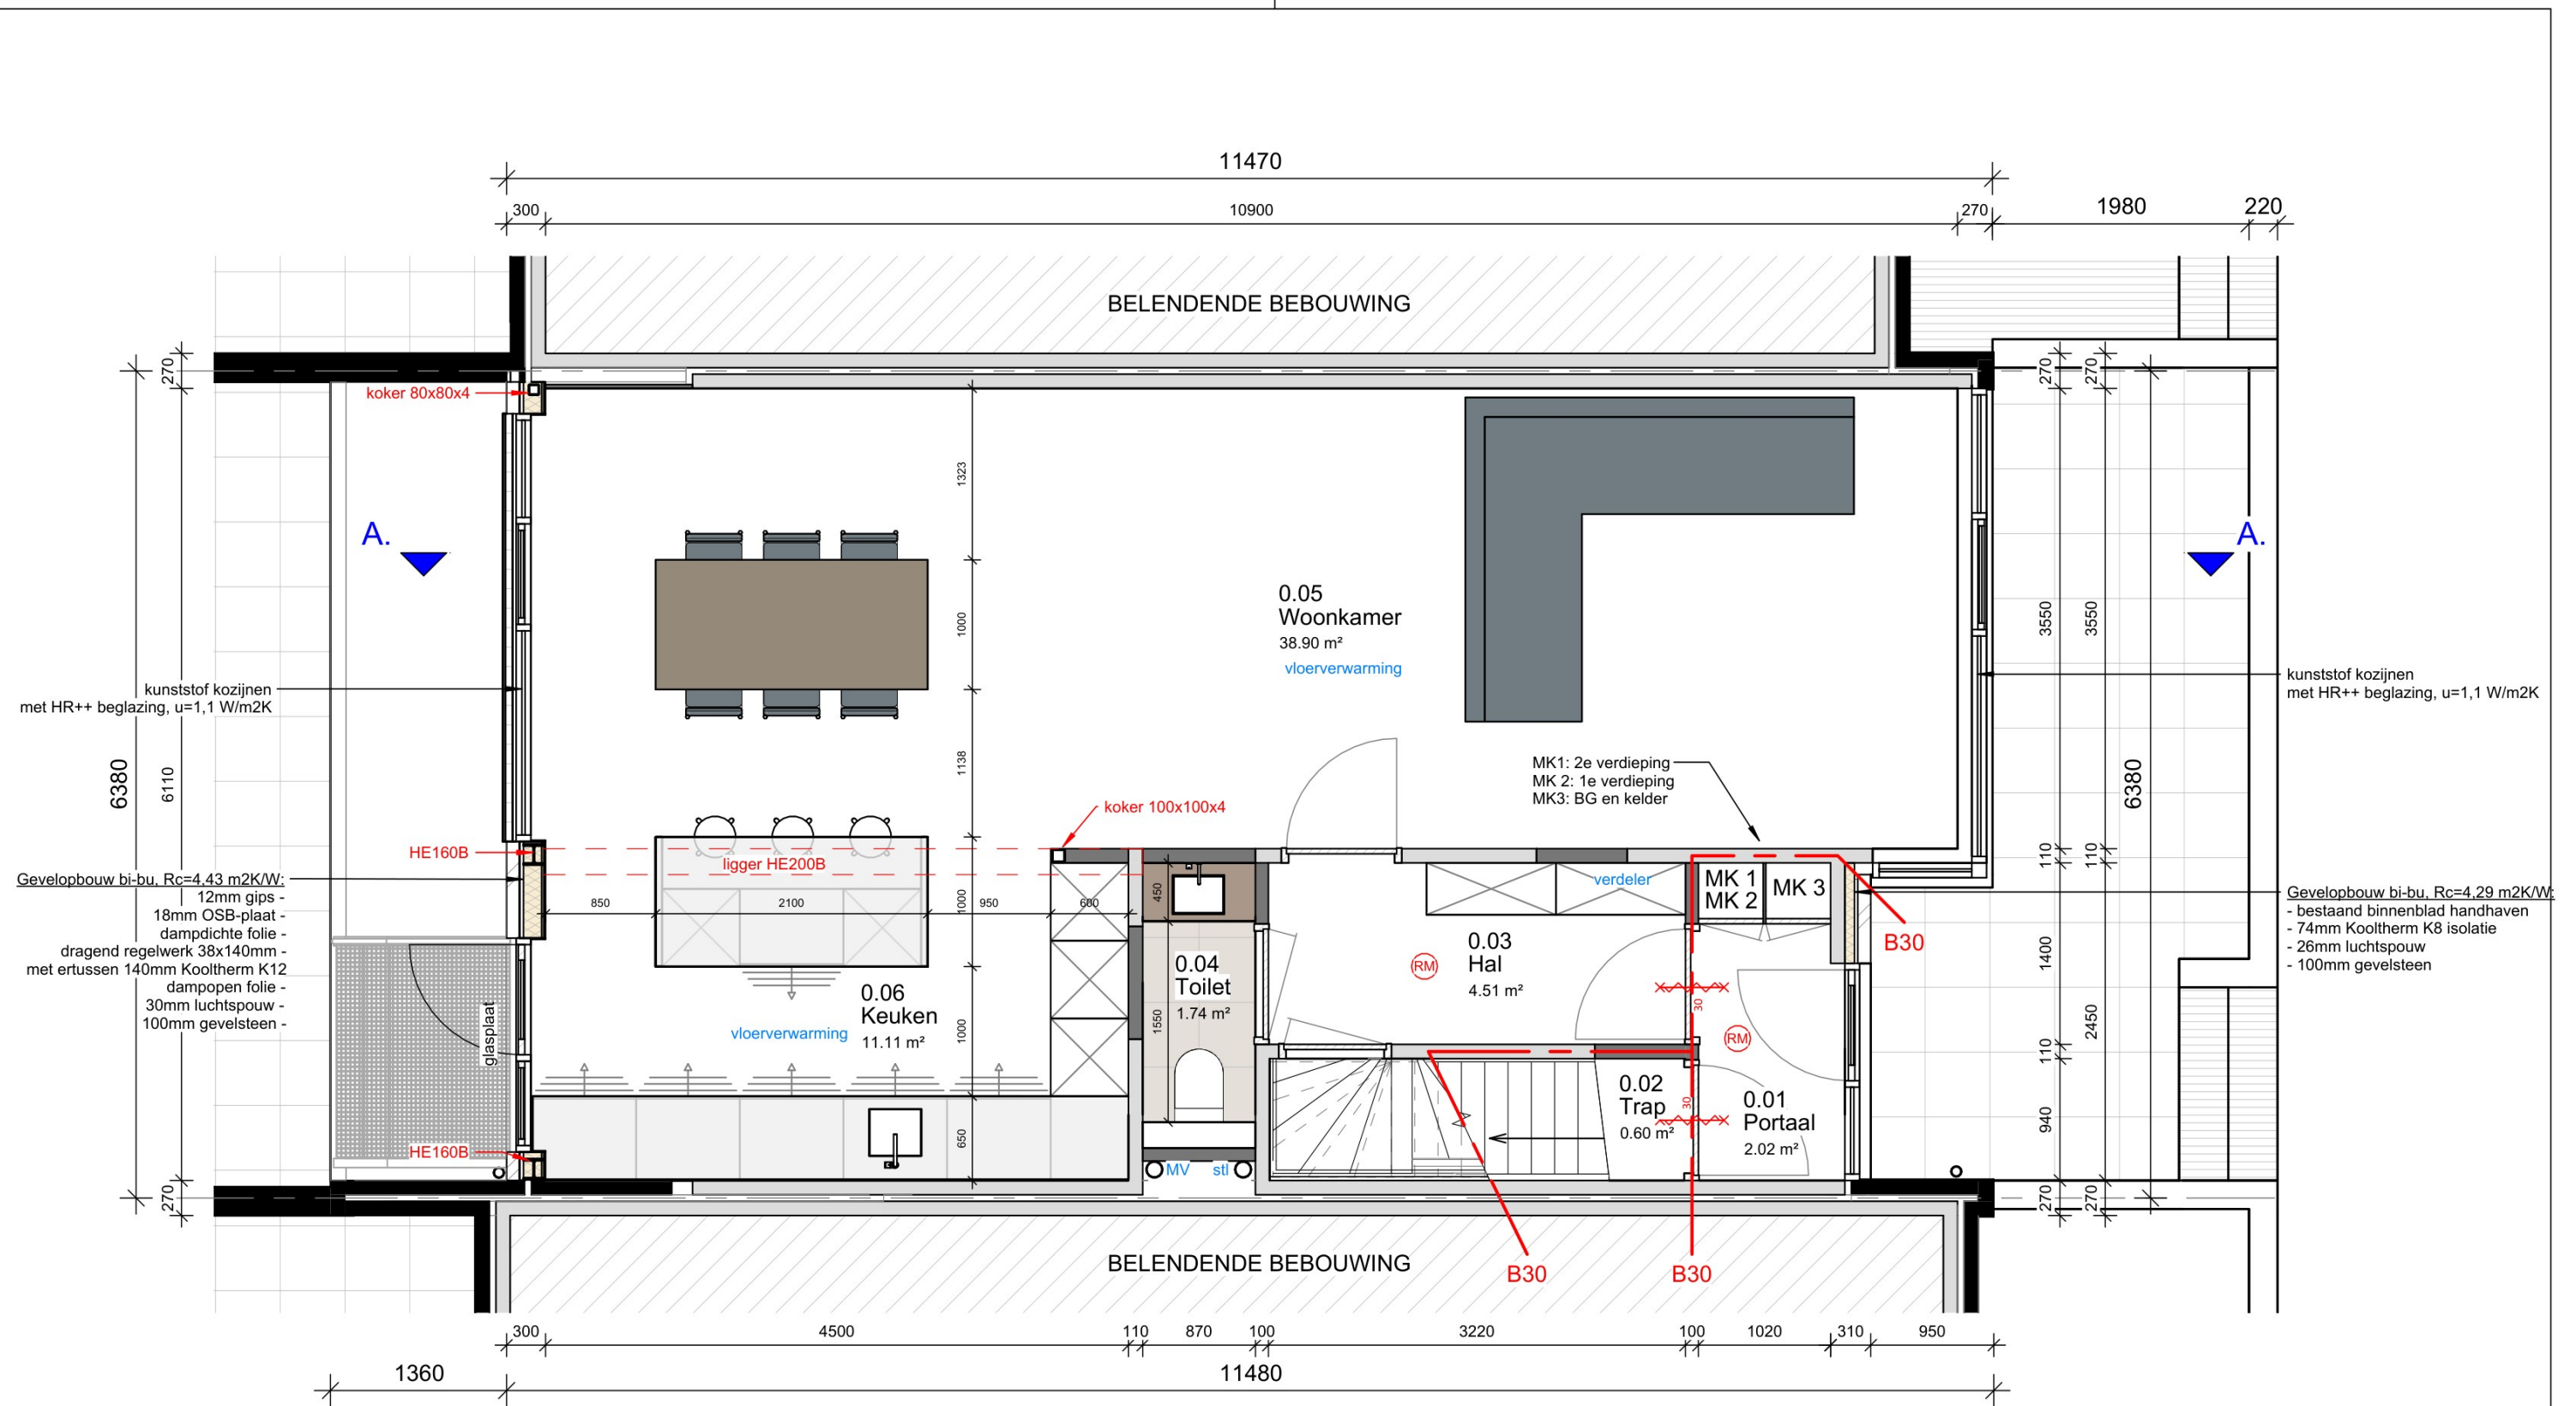 11470
300
10900
270
1980
220
BELENDENDE BEBOUWING
270
koker 80x80x4
270
270
1323
A.
A.
0.05
Woonkamer
38.90 m²
vloerverwarming
1000
3550
3550
kunststof kozijnen
met HR++ beglazing, u=1,1 W/m2K
kunststof kozijnen
met HR++ beglazing, u=1,1 W/m2K
6380
6110
1138
MK1: 2e verdieping
MK 2: 1e verdieping
MK3: BG en kelder
6380
koker 100x100x4
HE160B
ligger HE200B
110
110
Gevelopbouw bi-bu, Rc=4,43 m2K/W:
12mm gips -
18mm OSB-plaat -
dampdichte folie -
dragend regelwerk 38x140mm -
met ertussen 140mm Kooltherm K12
dampopen folie -
30mm luchtspouw -
100mm gevelsteen -
850
2100
1000
950
600
450
verdeler
MK 1
MK 2
MK 3
Gevelopbouw bi-bu, Rc=4,29 m2K/W:
- bestaand binnenblad handhaven
- 74mm Kooltherm K8 isolatie
- 26mm luchtspouw
- 100mm gevelsteen
B30
0.03
Hal
4.51 m²
RM
1400
0.04
Toilet
1.74 m²
0.06
Keuken
11.11 m²
vloerverwarming
glasplaat
1000
1550
30
RM
2450
110
0.02
Trap
0.60 m²
30
0.01
Portaal
2.02 m²
940
650
HE160B
MV
stl
270
270
270
BELENDENDE BEBOUWING
B30
B30
300
4500
110
870
100
3220
100
1020
310
950
1360
11480